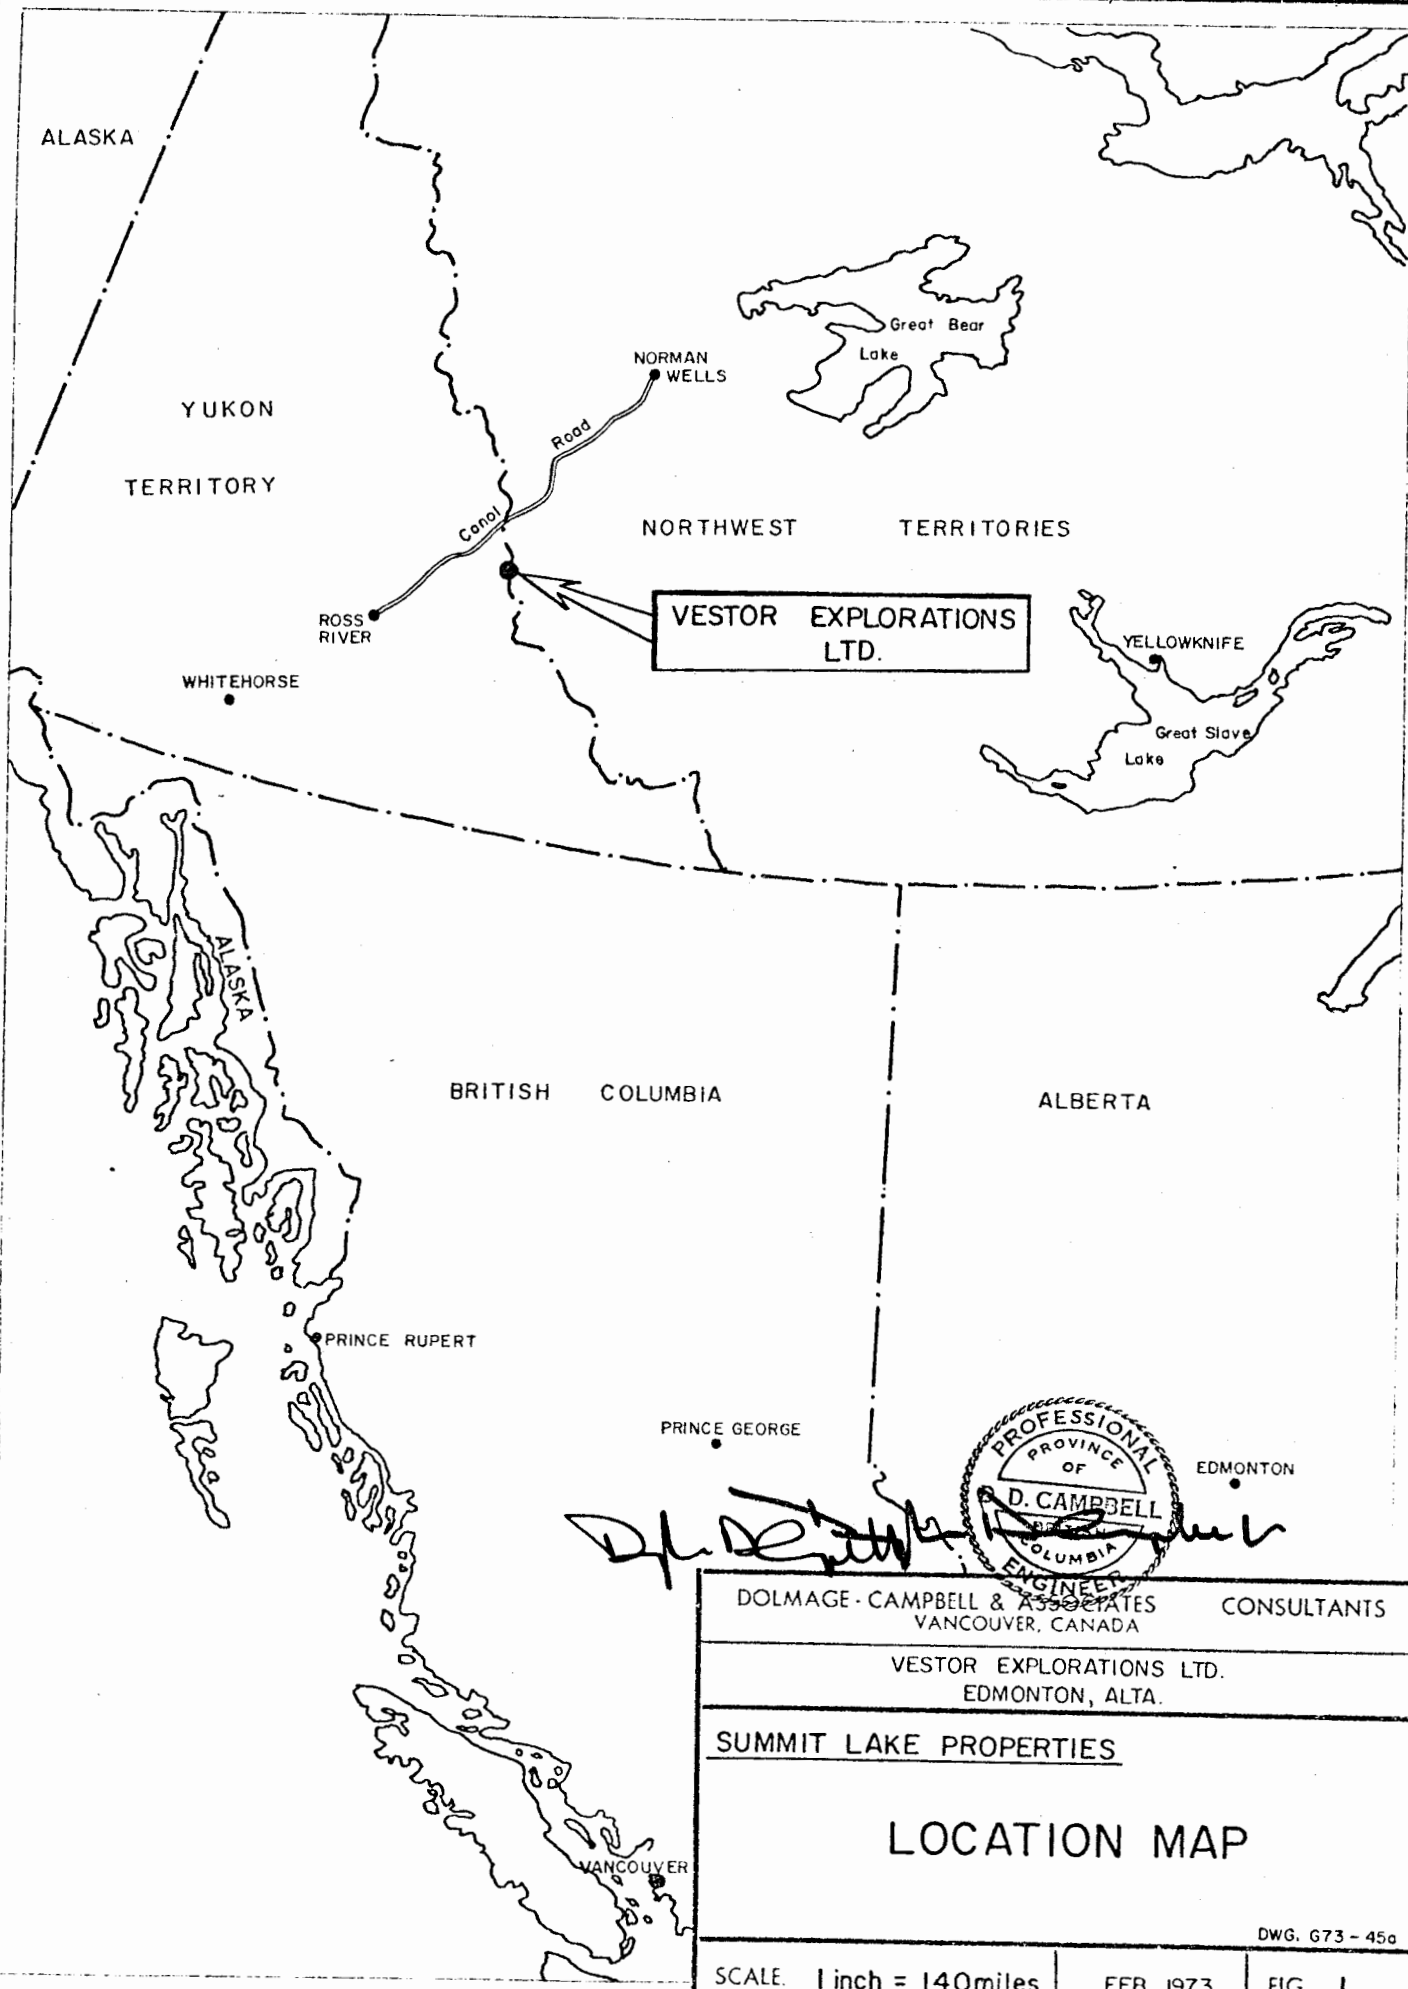 ALASKA
NORMAN
WELLS
Great Bear
Lake
YUKON
TERRITORY
Canol Road
NORTHWEST TERRITORIES
VESTOR EXPLORATIONS
LTD.
ROSS
RIVER
YELLOWKNIFE
WHITEHORSE
Great Slave
Lake
ALASKA
BRITISH COLUMBIA
ALBERTA
PRINCE RUPERT
PRINCE GEORGE
EDMONTON
PROFESSIONAL
PROVINCE
OF
D. D. CAMPBELL
BRITISH
COLUMBIA
ENGINEER
DOLMAGE - CAMPBELL & ASSOCIATES CONSULTANTS
VANCOUVER, CANADA
VESTOR EXPLORATIONS LTD.
EDMONTON, ALTA.
SUMMIT LAKE PROPERTIES
LOCATION MAP
VANCOUVER
DWG. G73-45a
SCALE. 1 inch = 140 miles
FEB. 1973
FIG. 1